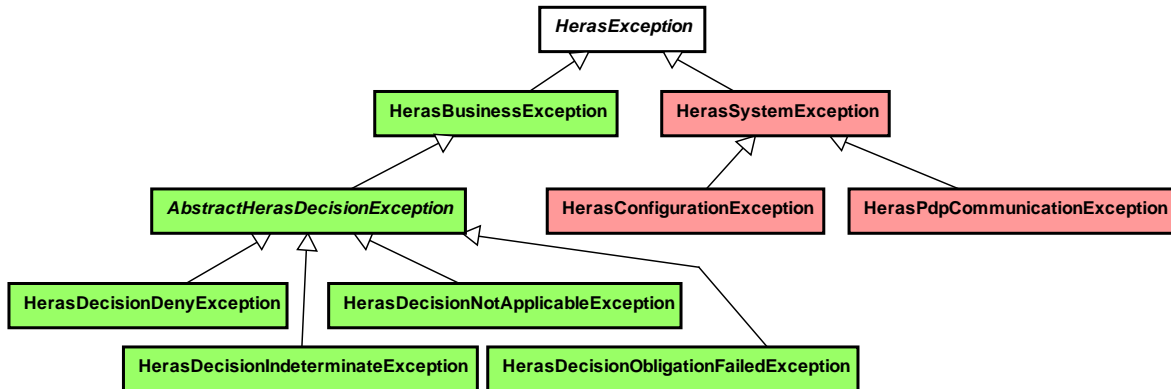 HerasException
HerasBusinessException
HerasSystemException
AbstractHerasDecisionException
HerasConfigurationException
HerasPdpCommunicationException
HerasDecisionDenyException
HerasDecisionNotApplicableException
HerasDecisionIndeterminateException
HerasDecisionObligationFailedException